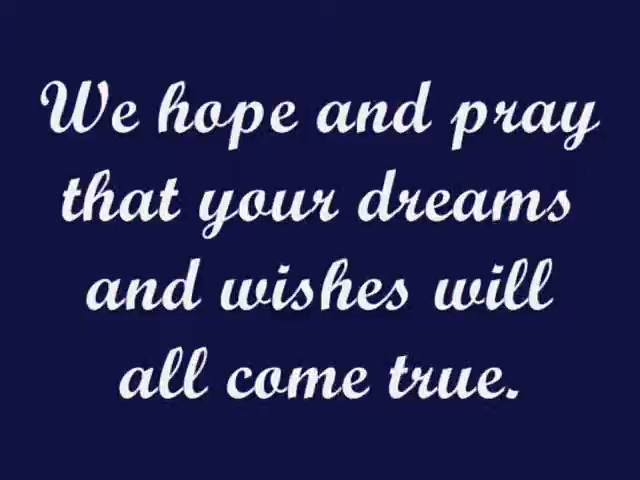 We hope and pray
that your dreams
and wishes will
all come true.